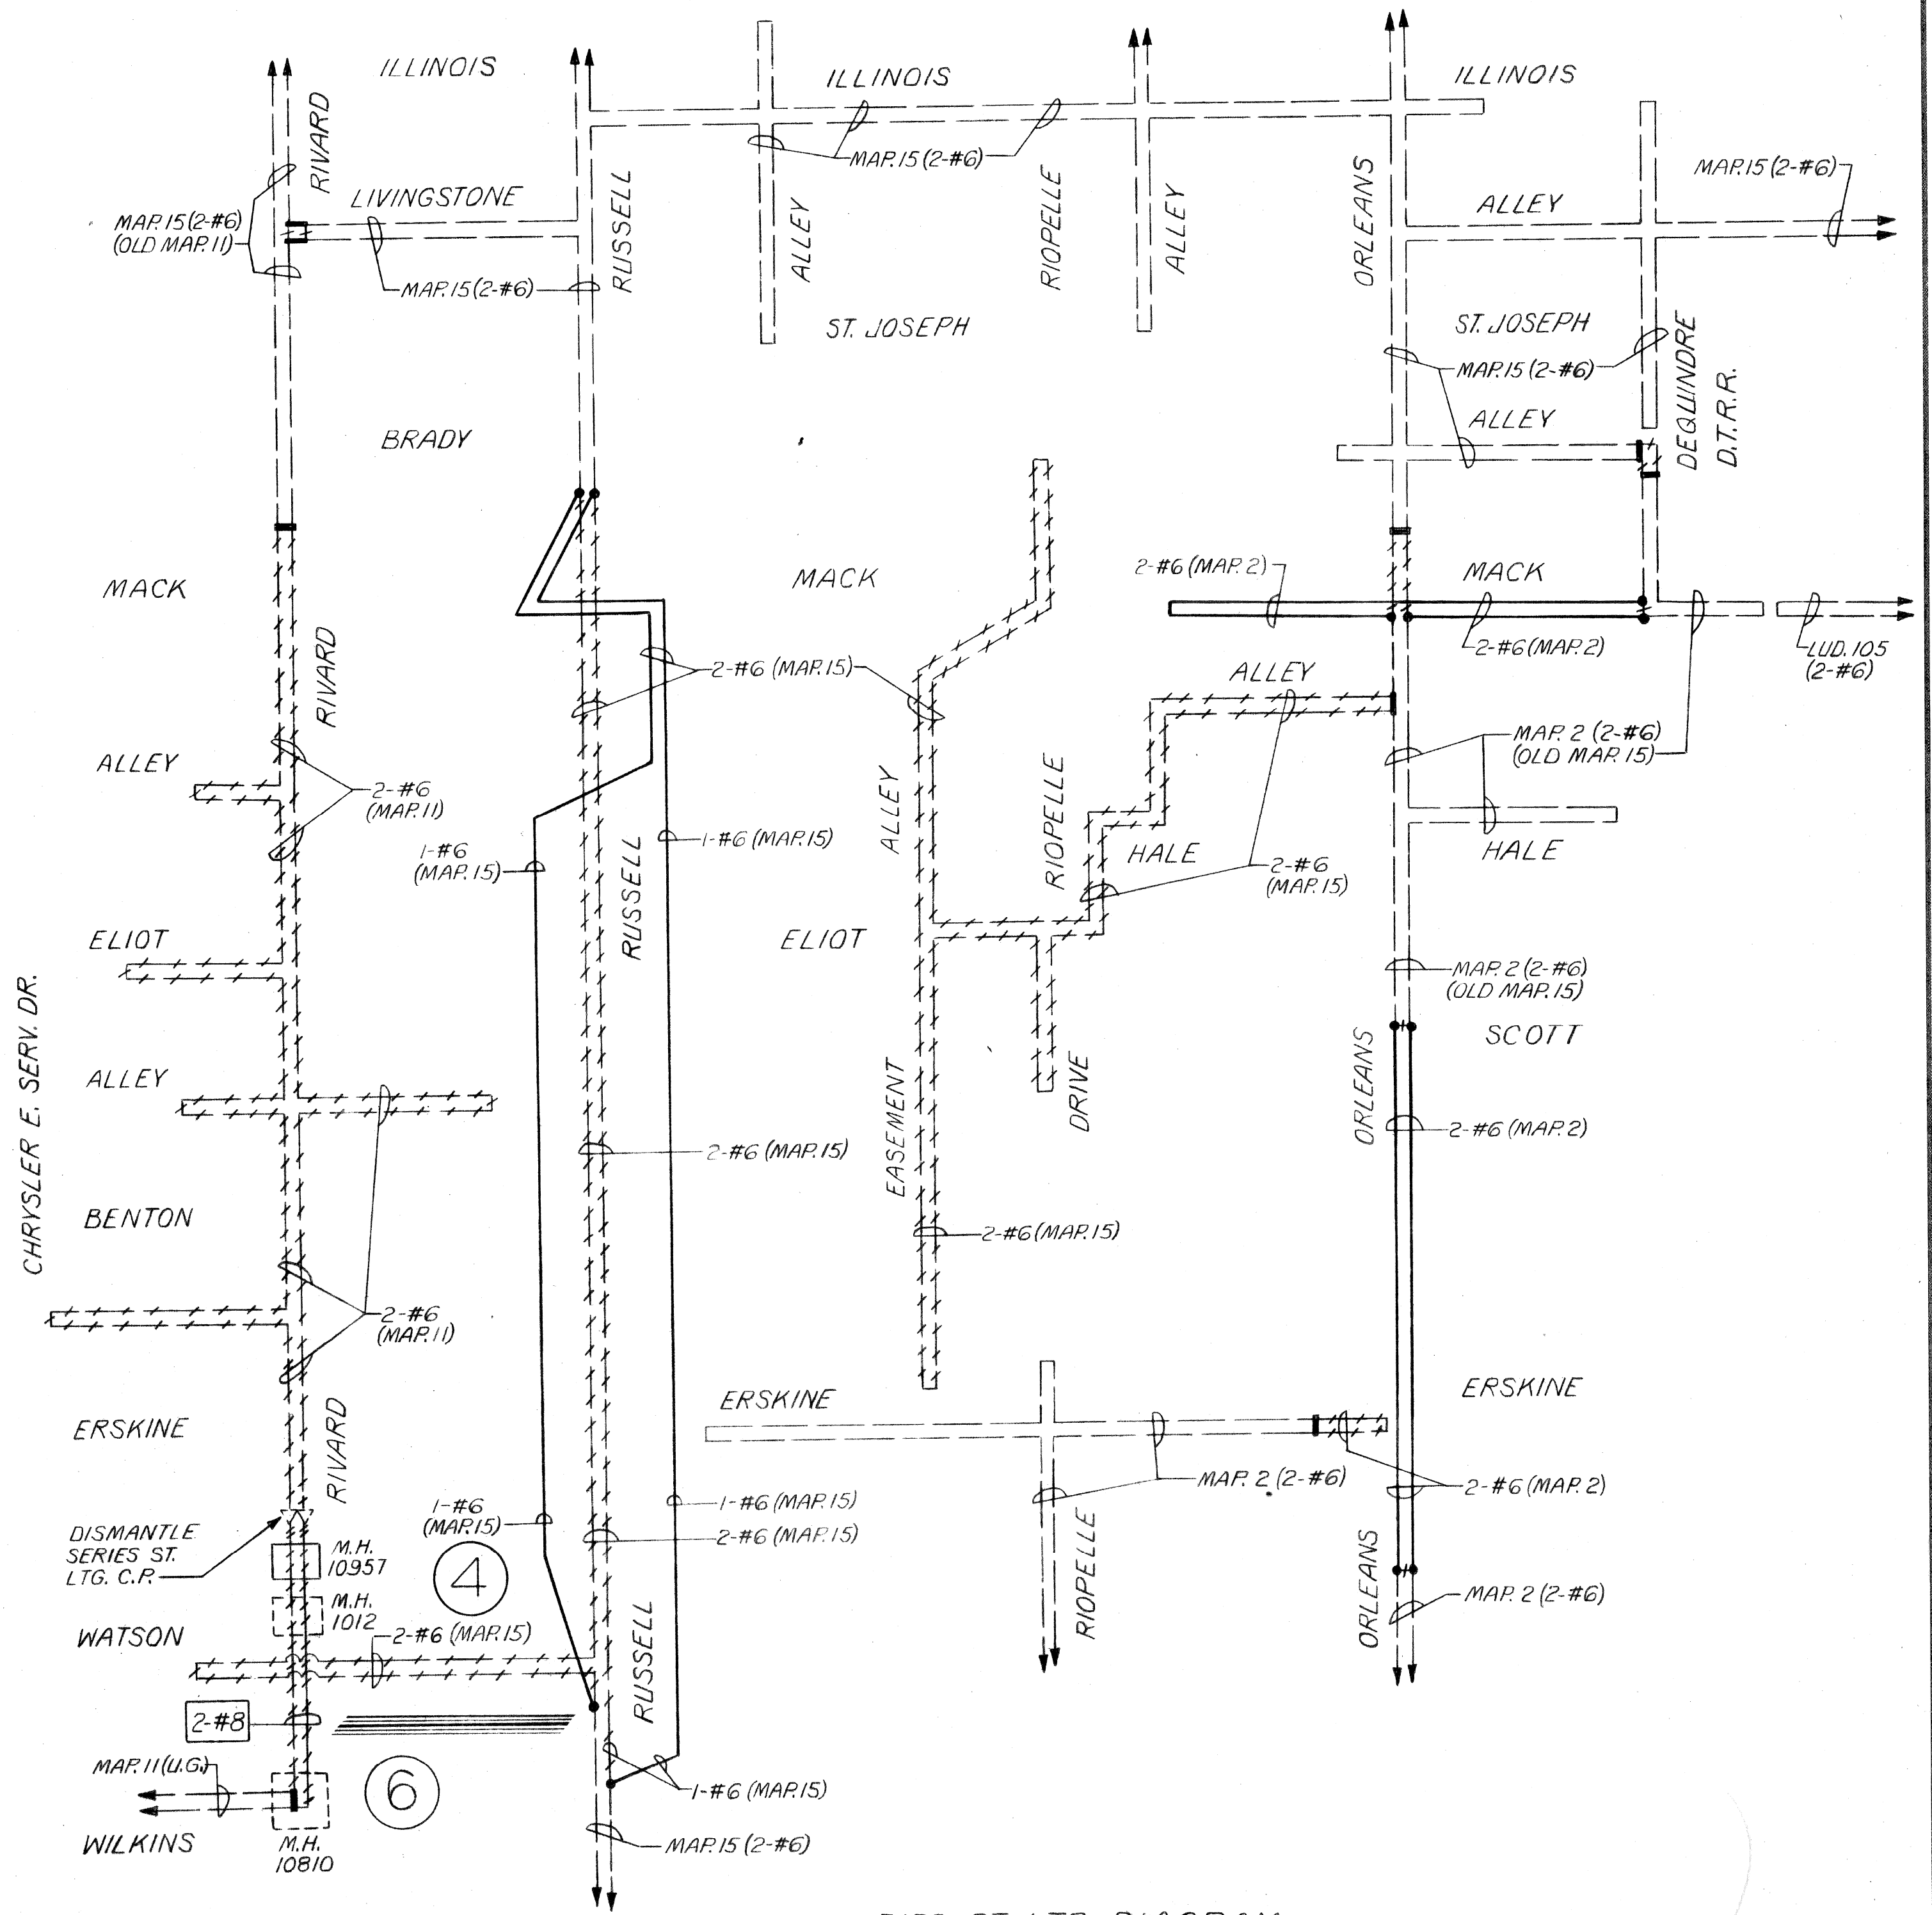 ILLINOIS
ILLINOIS
ILLINOIS
RIVARD
LIVINGSTONE
MAP. 15 (2-#6)
(OLD MAP. 11)
MAP. 15 (2-#6)
RUSSELL
MAP. 15 (2-#6)
ALLEY
RIOPELLE
ALLEY
ORLEANS
MAP. 15 (2-#6)
ALLEY
ST. JOSEPH
ST. JOSEPH
MAP. 15 (2-#6)
ALLEY
DEQUINDRE
D.T.R.R.
BRADY
MACK
MACK
2-#6 (MAP. 2)
MACK
2-#6 (MAP. 2)
LUD. 105
(2-#6)
RIVARD
2-#6 (MAP. 15)
ALLEY
MAP. 2 (2-#6)
(OLD MAP. 15)
ALLEY
2-#6
(MAP. 11)
1-#6
(MAP. 15)
1-#6 (MAP. 15)
RUSSELL
ALLEY
RIOPELLE
HALE
2-#6
(MAP. 15)
HALE
ELIOT
ELIOT
MAP. 2 (2-#6)
(OLD MAP. 15)
SCOTT
CHRYSLER E. SERV. DR.
ALLEY
EASEMENT
DRIVE
ORLEANS
2-#6 (MAP. 15)
2-#6 (MAP. 2)
BENTON
2-#6 (MAP. 15)
2-#6
(MAP. 11)
ERSKINE
RIVARD
ERSKINE
ERSKINE
MAP. 2 (2-#6)
2-#6 (MAP. 2)
1-#6
(MAP. 15)
1-#6 (MAP. 15)
2-#6 (MAP. 15)
DISMANTLE
SERIES ST.
LTG. C.P.
M.H.
10957
4
M.H.
1012
RIOPELLE
ORLEANS
MAP. 2 (2-#6)
WATSON
2-#6 (MAP. 15)
RUSSELL
2-#8
MAP. 11 (U.G.)
6
1-#6 (MAP. 15)
WILKINS
M.H.
10810
MAP. 15 (2-#6)